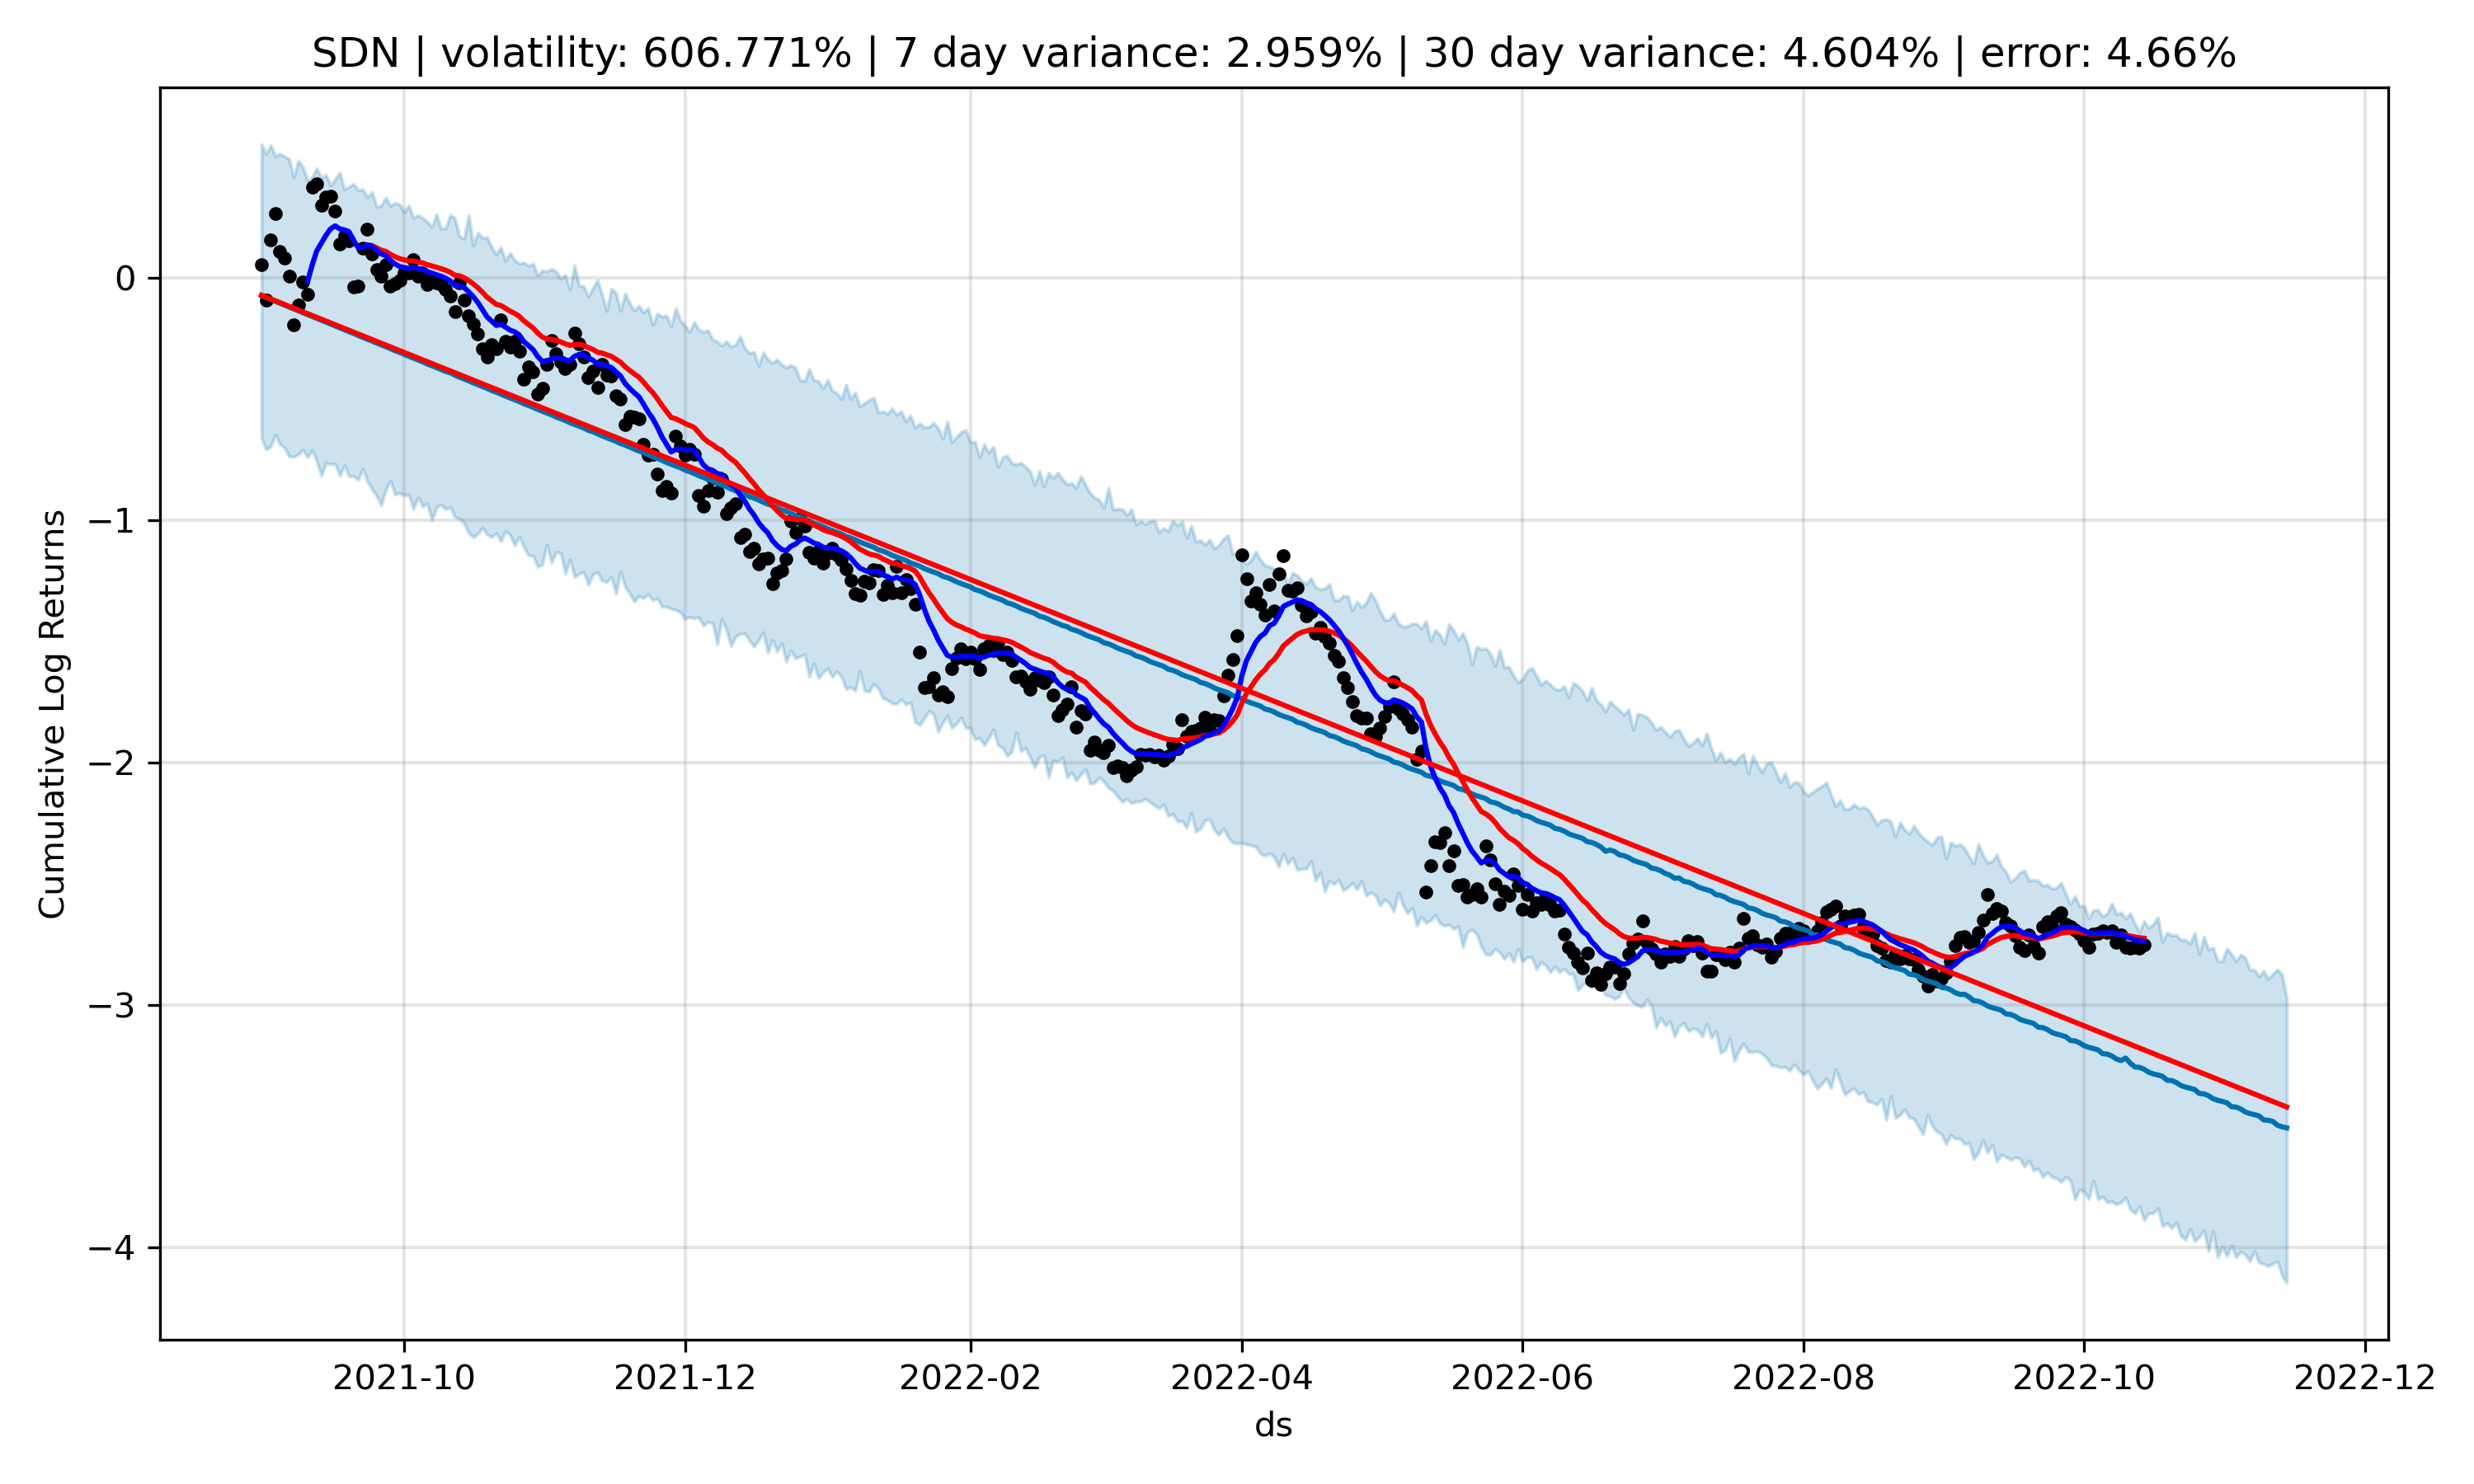 SDN | volatility: 606.771% | 7 day variance: 2.959% | 30 day variance: 4.604% | error: 4.66%
Cumulative Log Returns
0
−1
−2
−3
−4
2021-10 2021-12 2022-02 2022-04 2022-06 2022-08 2022-10 2022-12
ds